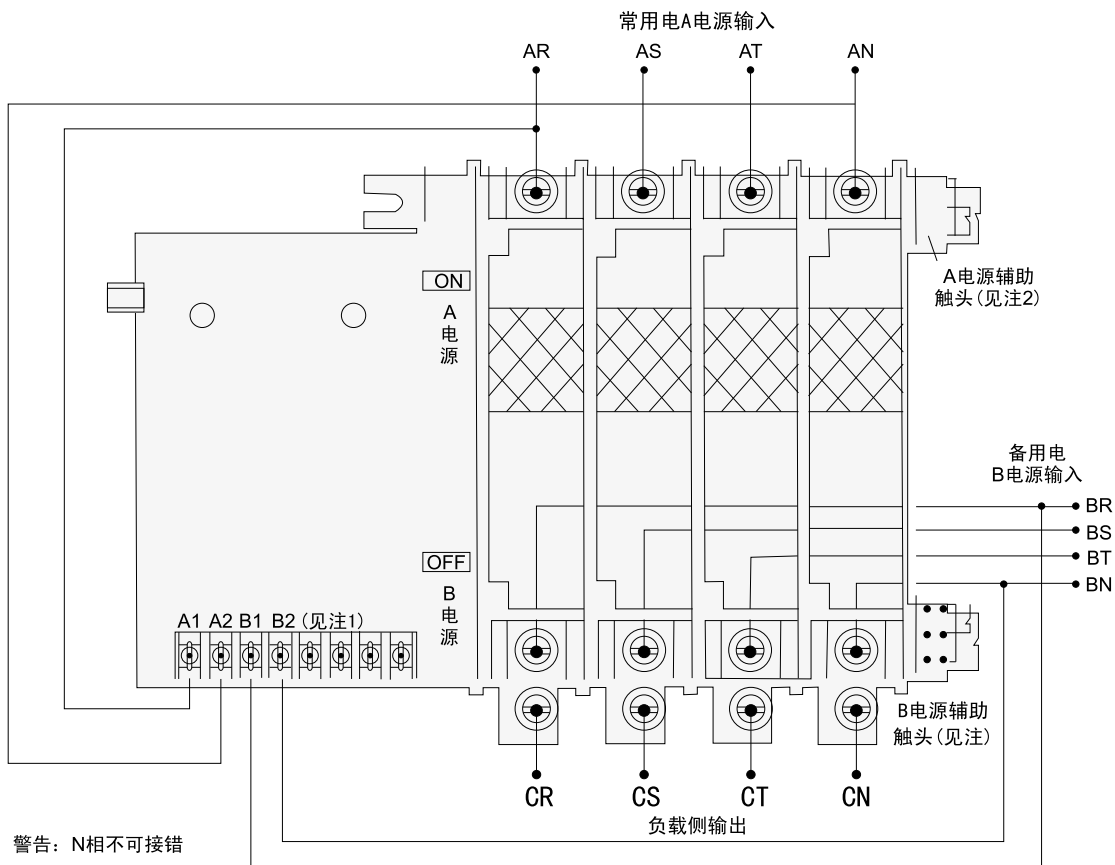 常用电A电源输入
AR AS AT AN
ON
A电源
A电源辅助
触头(见注2)
备用电
B电源输入
BR
BS
BT
BN
OFF
B电源
A1 A2 B1 B2 (见注1)
B电源辅助
触头(见注)
CR CS CT CN
负载侧输出
警告：N相不可接错